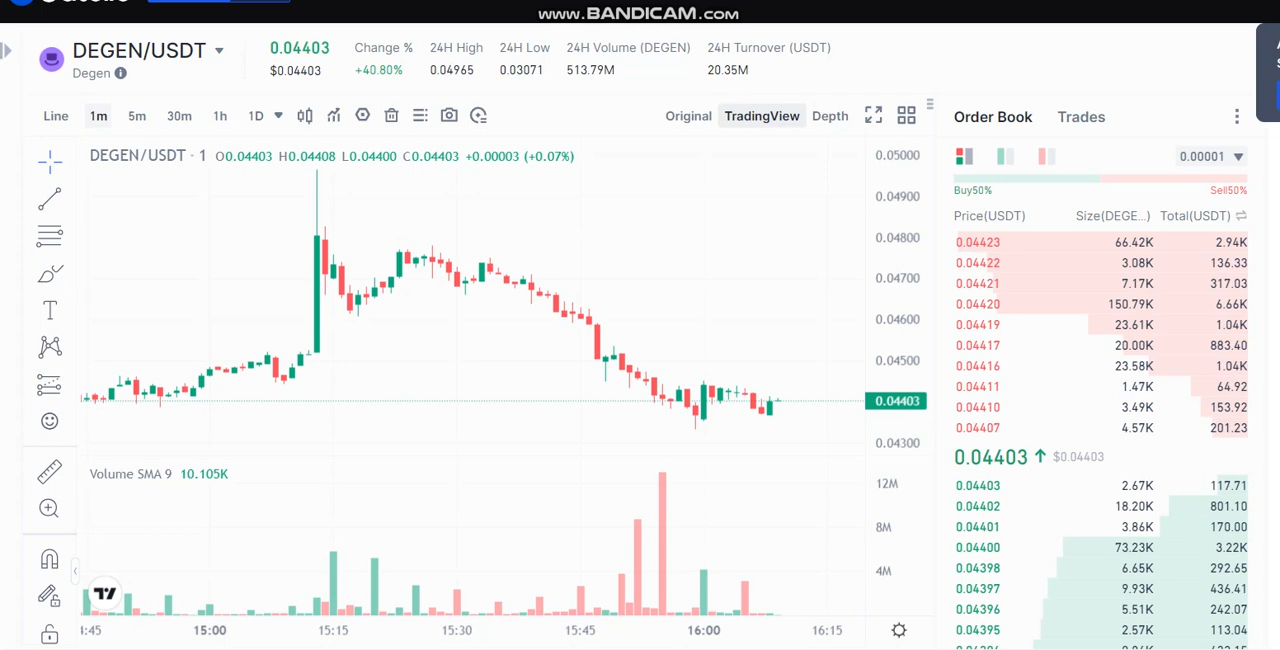 www.BANDICAM.com
DEGEN/USDT
Degen
0.04403
$0.04403
Change %
+40.80%
24H High
0.04965
24H Low
0.03071
24H Volume (DEGEN)
513.79M
24H Turnover (USDT)
20.35M
Line 1m 5m 30m 1h 1D
Original TradingView Depth
DEGEN/USDT · 1 O0.04403 H0.04408 L0.04400 C0.04403 +0.00003 (+0.07%)
0.05000
0.04900
0.04800
0.04700
0.04600
0.04500
0.04403
0.04300
Volume SMA 9 10.105K
12M
8M
4M
:45 15:00 15:15 15:30 15:45 16:00 16:15
Order Book Trades
0.00001
Buy50% Sell50%
Price(USDT) Size(DEGE...) Total(USDT)
0.04423 66.42K 2.94K
0.04422 3.08K 136.33
0.04421 7.17K 317.03
0.04420 150.79K 6.66K
0.04419 23.61K 1.04K
0.04417 20.00K 883.40
0.04416 23.58K 1.04K
0.04411 1.47K 64.92
0.04410 3.49K 153.92
0.04407 4.57K 201.23
0.04403 $0.04403
0.04403 2.67K 117.71
0.04402 18.20K 801.10
0.04401 3.86K 170.00
0.04400 73.23K 3.22K
0.04398 6.65K 292.65
0.04397 9.93K 436.41
0.04396 5.51K 242.07
0.04395 2.57K 113.04